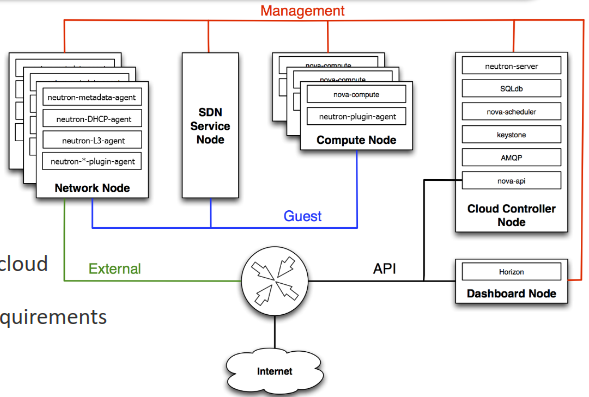 Management
neutron-metadata-agent
neutron-DHCP-agent
neutron-L3-agent
neutron-*-plugin-agent
Network Node
SDN
Service
Node
nova-compute
nova-compute
nova-compute
neutron-plugin-agent
Compute Node
neutron-server
SQLdb
nova-scheduler
keystone
AMQP
nova-api
Cloud Controller
Node
Guest
cloud
External
API
Horizon
Dashboard Node
quirements
Internet